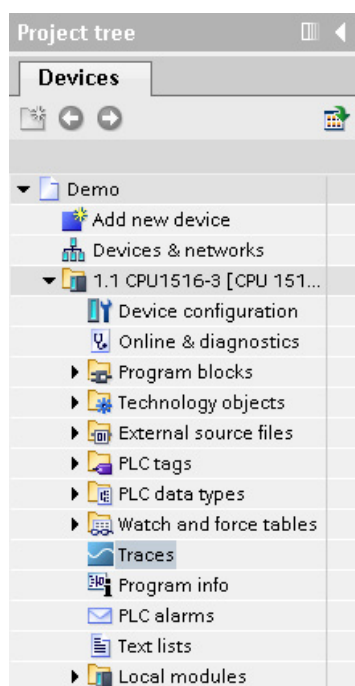 Project tree
Devices
Demo
Add new device
Devices & networks
1.1 CPU1516-3 [CPU 151...
Device configuration
Online & diagnostics
Program blocks
Technology objects
External source files
PLC tags
PLC data types
Watch and force tables
Traces
Program info
PLC alarms
Text lists
Local modules